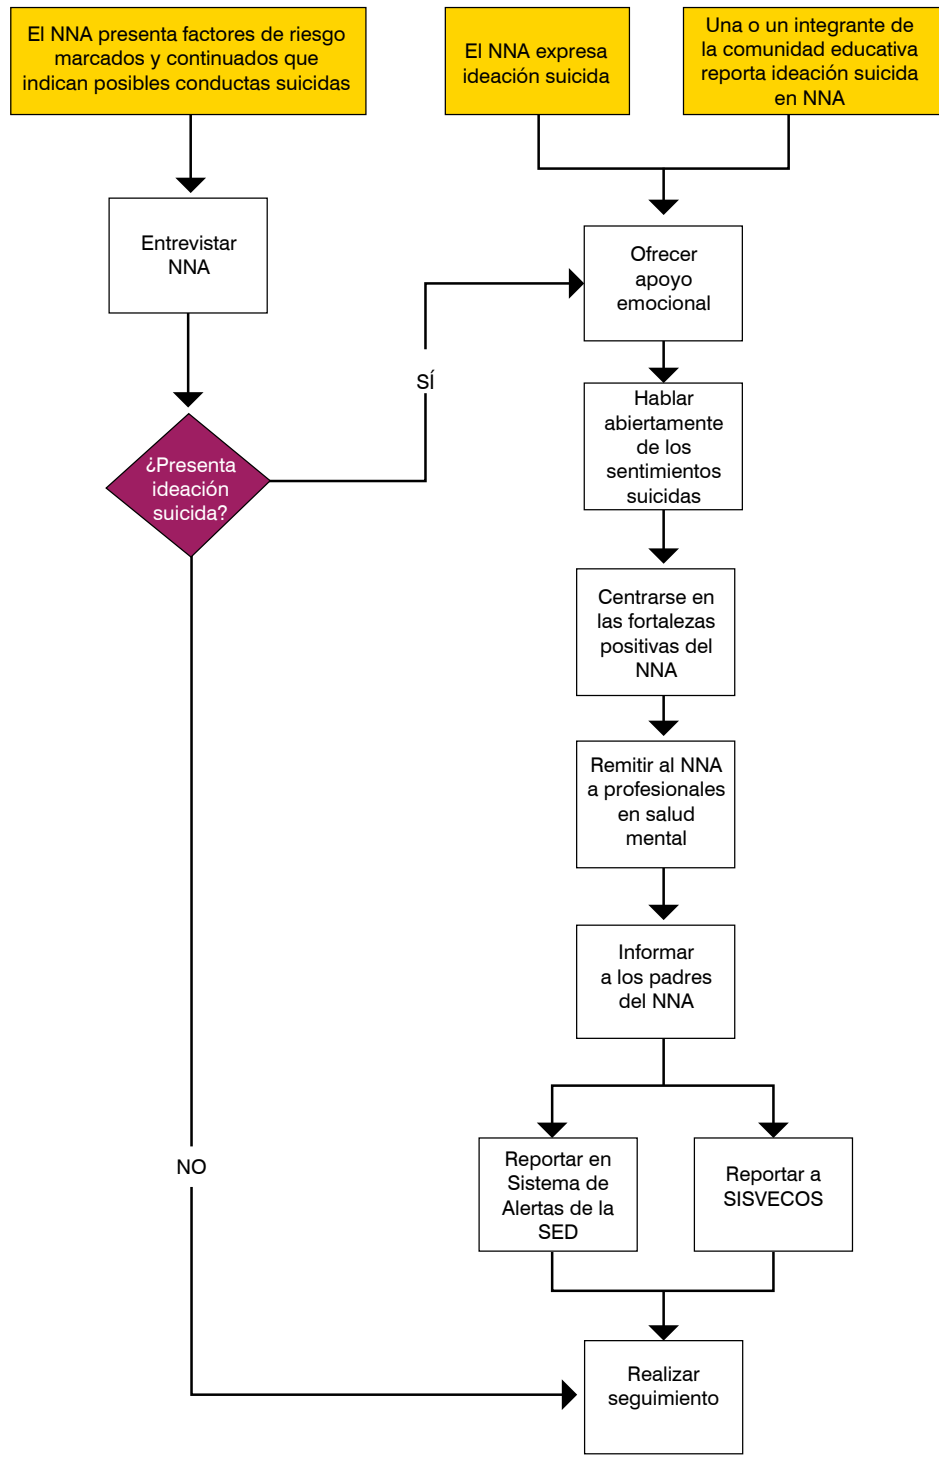 El NNA presenta factores de riesgo
marcados y continuados que
indican posibles conductas suicidas
El NNA expresa
ideación suicida
Una o un integrante de
la comunidad educativa
reporta ideación suicida
en NNA
Entrevistar
NNA
¿Presenta
ideación
suicida?
SÍ
NO
Ofrecer
apoyo
emocional
Hablar
abiertamente
de los
sentimientos
suicidas
Centrarse en
las fortalezas
positivas del
NNA
Remitir al NNA
a profesionales
en salud
mental
Informar
a los padres
del NNA
Reportar en
Sistema de
Alertas de la
SED
Reportar a
SISVECOS
Realizar
seguimiento